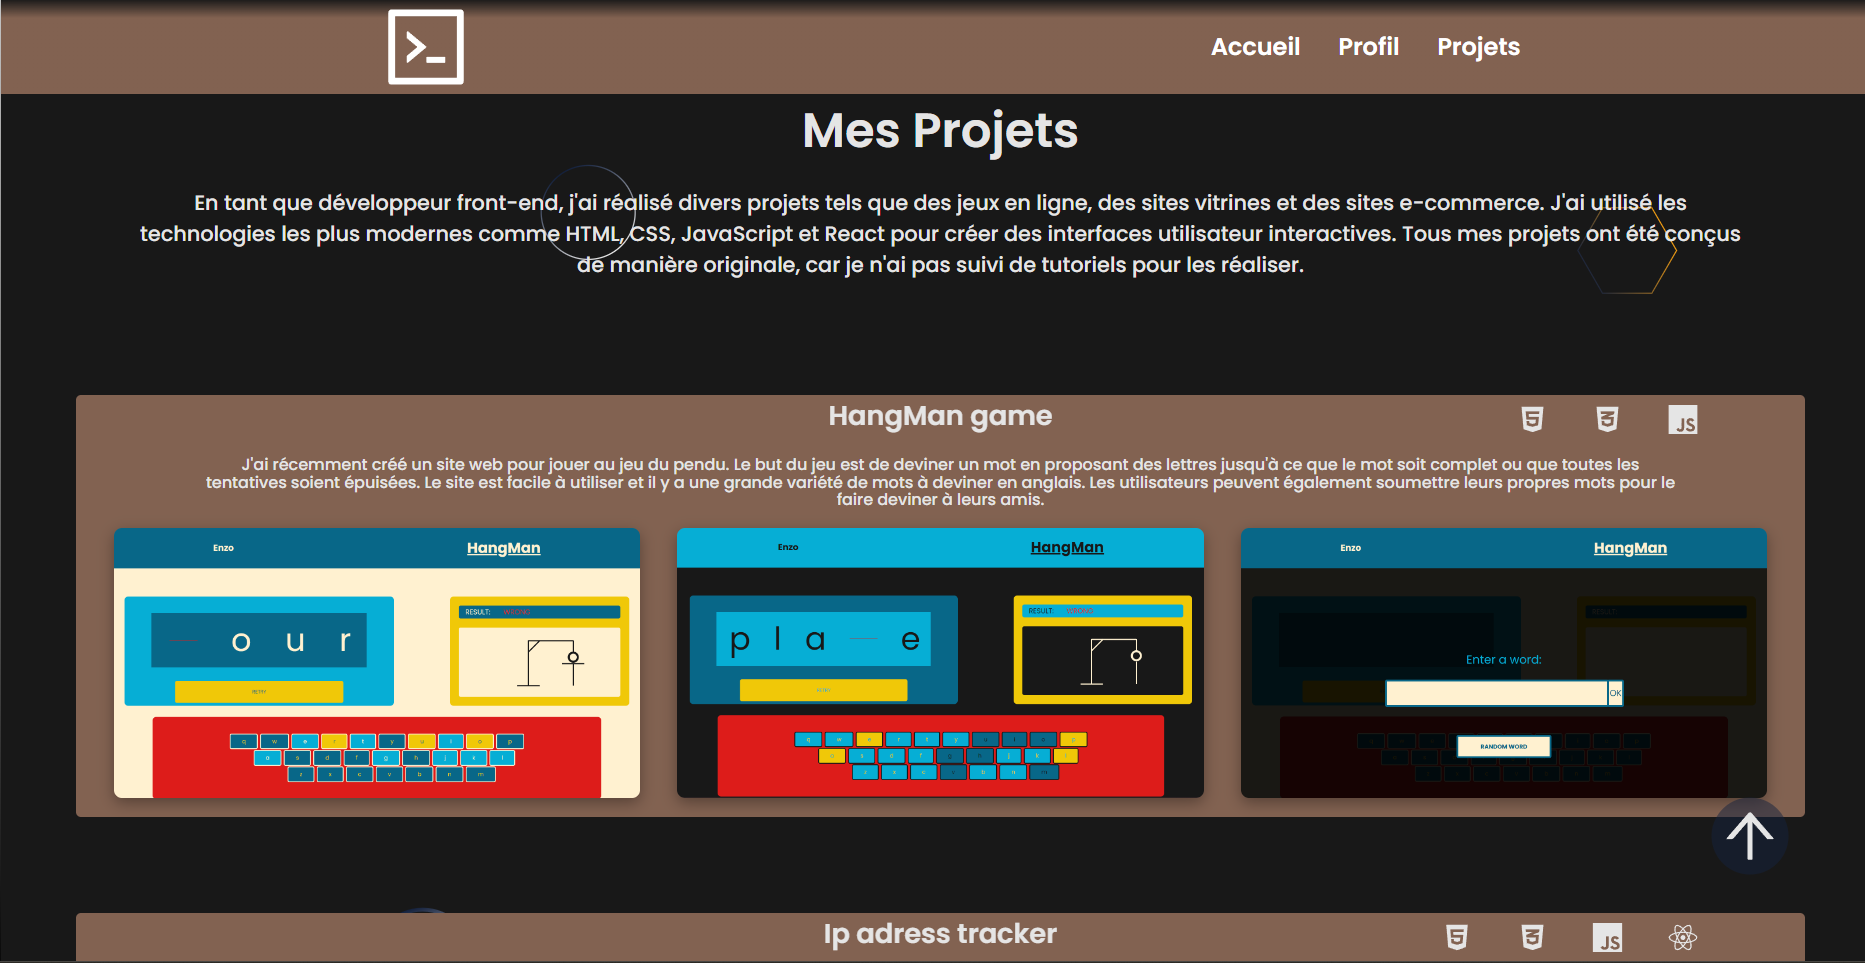 >_
Accueil Profil Projets
Mes Projets
En tant que développeur front-end, j'ai réalisé divers projets tels que des jeux en ligne, des sites vitrines et des sites e-commerce. J'ai utilisé les
technologies les plus modernes comme HTML, CSS, JavaScript et React pour créer des interfaces utilisateur interactives. Tous mes projets ont été conçus
de manière originale, car je n'ai pas suivi de tutoriels pour les réaliser.
HangMan game
5 3 JS
J'ai récemment créé un site web pour jouer au jeu du pendu. Le but du jeu est de deviner un mot en proposant des lettres jusqu'à ce que le mot soit complet ou que toutes les
tentatives soient épuisées. Le site est facile à utiliser et il y a une grande variété de mots à deviner en anglais. Les utilisateurs peuvent également soumettre leurs propres mots pour le
faire deviner à leurs amis.
Enzo HangMan
_ o u r
RESULT: WRONG
RETRY
q w e r t y u i o p
a s d f g h j k l
z x c v b n m
Enzo HangMan
p l a _ e
RESULT: WRONG
Enzo HangMan
Enter a word:
OK
RANDOM WORD
Ip adress tracker
5 3 JS